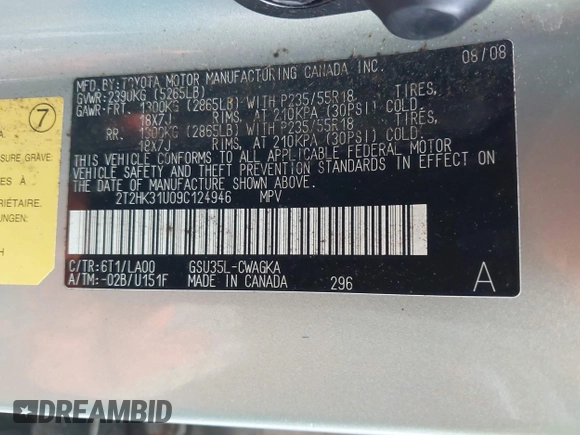 MFD.BY:TOYOTA MOTOR MANUFACTURING CANADA INC. 08/08
GVWR:2390KG (5265LB)
GAWR-FRT. 1300KG (2865LB) WITH P235/55R18 TIRES,
18X7J RIMS, AT 210KPA (30PSI) COLD.
RR. 1300KG (2865LB) WITH P235/55R18 TIRES,
18X7J RIMS, AT 210KPA (30PSI) COLD.
THIS VEHICLE CONFORMS TO ALL APPLICABLE FEDERAL MOTOR
VEHICLE SAFETY AND THEFT PREVENTION STANDARDS IN
EFFECT ON THE DATE OF MANUFACTURE SHOWN ABOVE.
2T2HK31U09C124946 MPV
C/TR:6T1/LA00 GSU35L-CWAGKA
A/TM:-02B/U151F MADE IN CANADA 296 A
7
A
SURE GRAVE:
RIÉTAIRE.
UNGEN:
H
DREAMBID